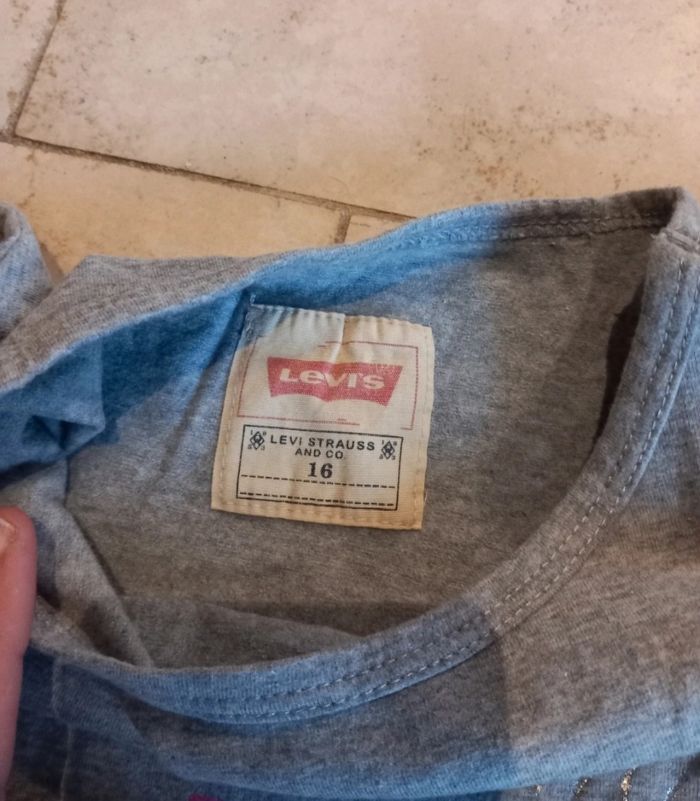 Levi's
LEVI STRAUSS
AND CO
16